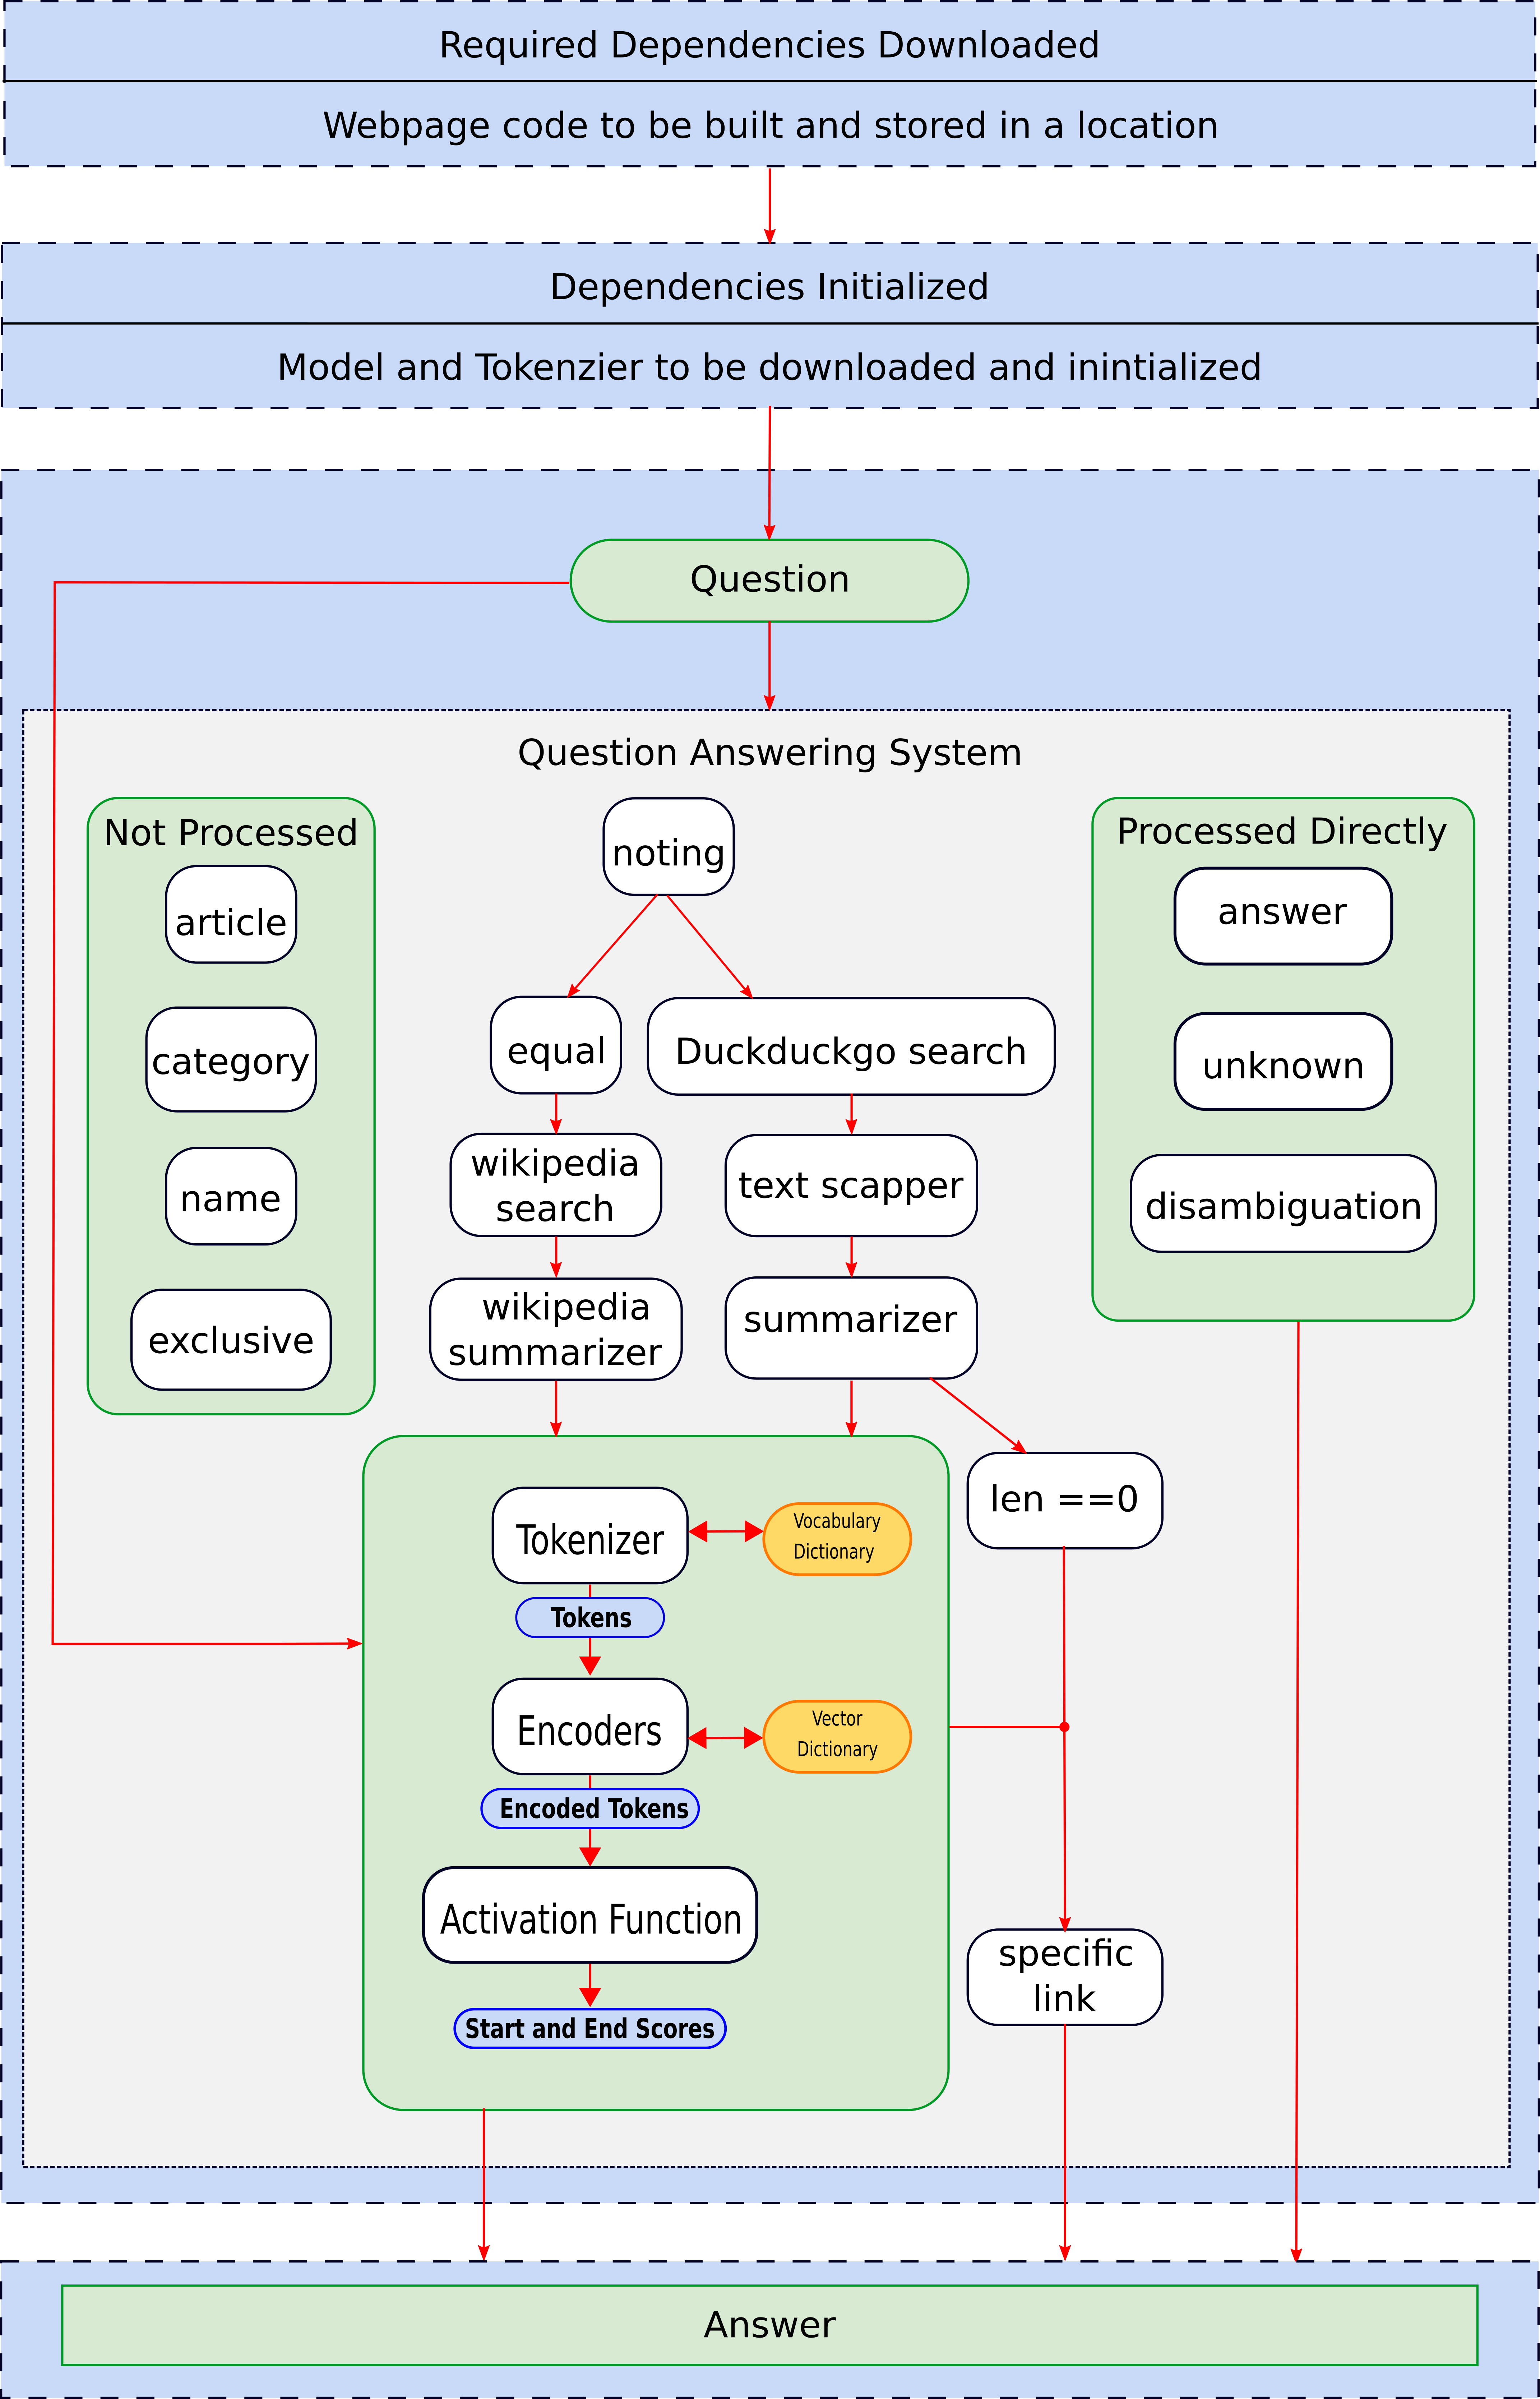 Required Dependencies Downloaded
Webpage code to be built and stored in a location
Dependencies Initialized
Model and Tokenzier to be downloaded and inintialized
Question
Question Answering System
Not Processed
article
category
name
exclusive
noting
equal
Duckduckgo search
wikipedia
search
text scapper
wikipedia
summarizer
summarizer
Processed Directly
answer
unknown
disambiguation
len ==0
Tokenizer
Vocabulary
Dictionary
Tokens
Encoders
Vector
Dictionary
Encoded Tokens
Activation Function
Start and End Scores
specific
link
Answer